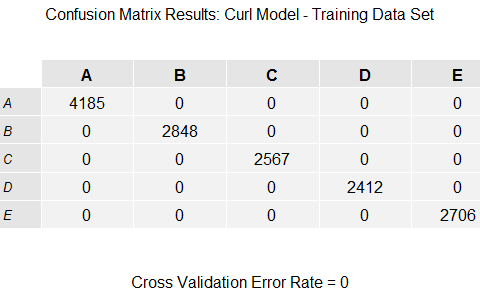 Confusion Matrix Results: Curl Model - Training Data Set
A B C D E
A 4185 0 0 0 0
B 0 2848 0 0 0
C 0 0 2567 0 0
D 0 0 0 2412 0
E 0 0 0 0 2706
Cross Validation Error Rate = 0